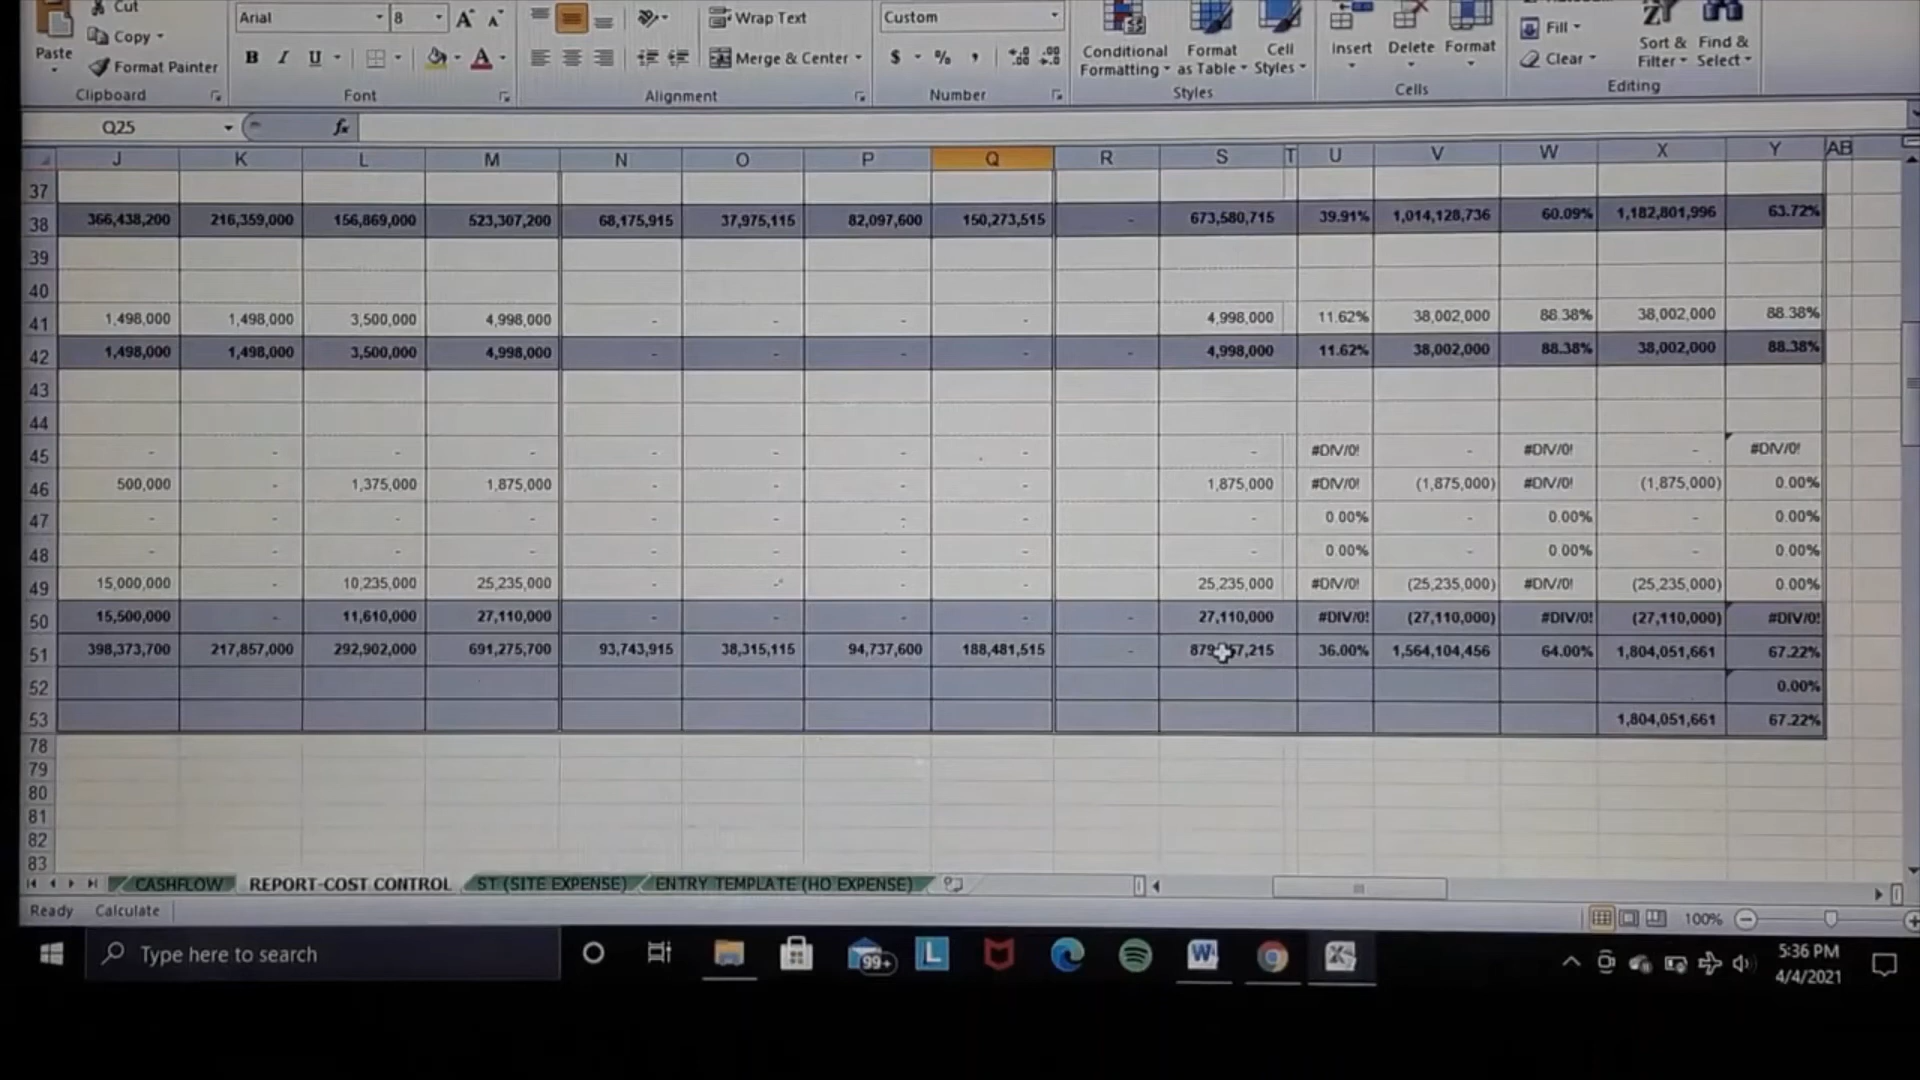 Cut
Arial 8 Wrap Text Custom
Paste Copy Conditional Format Cell Insert Delete Format Fill Sort & Find &
B I U A Merge & Center $ % , Formatting as Table Styles Clear Filter Select
Format Painter
Clipboard Font Alignment Number Styles Cells Editing
Q25 fx
J K L M N O P Q R S T U V W X Y AB
37
38 366,438,200 216,359,000 156,869,000 523,307,200 68,175,915 37,975,115 82,097,600 150,273,515 - 673,580,715 39.91% 1,014,128,736 60.09% 1,182,801,996 63.72%
39
40
41 1,498,000 1,498,000 3,500,000 4,998,000 - - - - 4,998,000 11.62% 38,002,000 88.38% 38,002,000 88.38%
42 1,498,000 1,498,000 3,500,000 4,998,000 - - - - - 4,998,000 11.62% 38,002,000 88.38% 38,002,000 88.38%
43
44
45 - - - - - - - - - #DIV/0! - #DIV/0! - #DIV/0!
46 500,000 - 1,375,000 1,875,000 - - - - 1,875,000 #DIV/0! (1,875,000) #DIV/0! (1,875,000) 0.00%
47 - - - - - - - - - 0.00% - 0.00% - 0.00%
48 - - - - - - - - - 0.00% - 0.00% - 0.00%
49 15,000,000 - 10,235,000 25,235,000 - - - - 25,235,000 #DIV/0! (25,235,000) #DIV/0! (25,235,000) 0.00%
50 15,500,000 - 11,610,000 27,110,000 - - - - - 27,110,000 #DIV/0! (27,110,000) #DIV/0! (27,110,000) #DIV/0!
51 398,373,700 217,857,000 292,902,000 691,275,700 93,743,915 38,315,115 94,737,600 188,481,515 - 36.00% 1,564,104,456 64.00% 1,804,051,661 67.22%
52 0.00%
53 1,804,051,661 67.22%
78
79
80
81
82
83
CASHFLOW REPORT-COST CONTROL ST (SITE EXPENSE) ENTRY TEMPLATE (HO EXPENSE)
Ready Calculate 100%
Type here to search 99+ L W 5:36 PM
4/4/2021